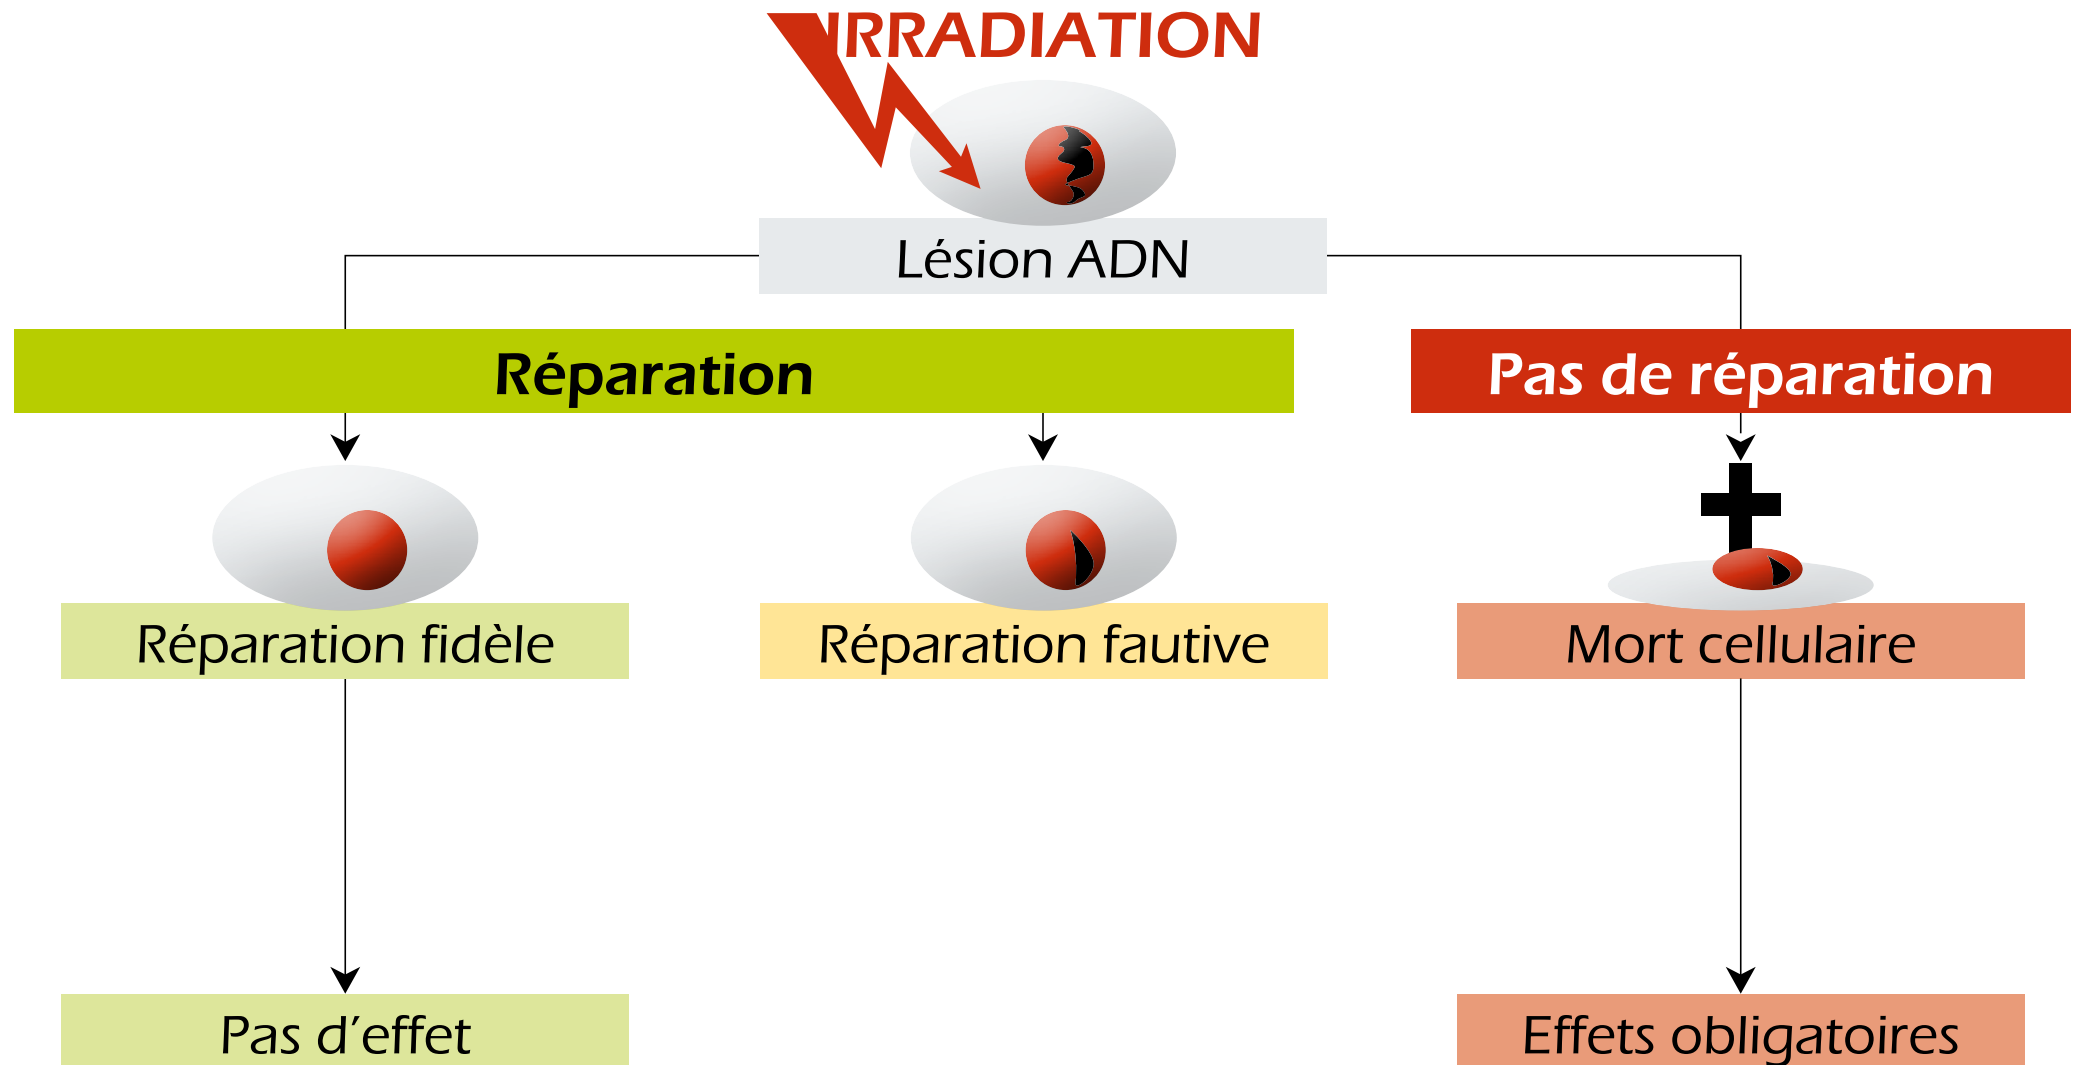 IRRADIATION
Lésion ADN
Réparation
Pas de réparation
Réparation fidèle
Réparation fautive
Mort cellulaire
Pas d’effet
Effets obligatoires